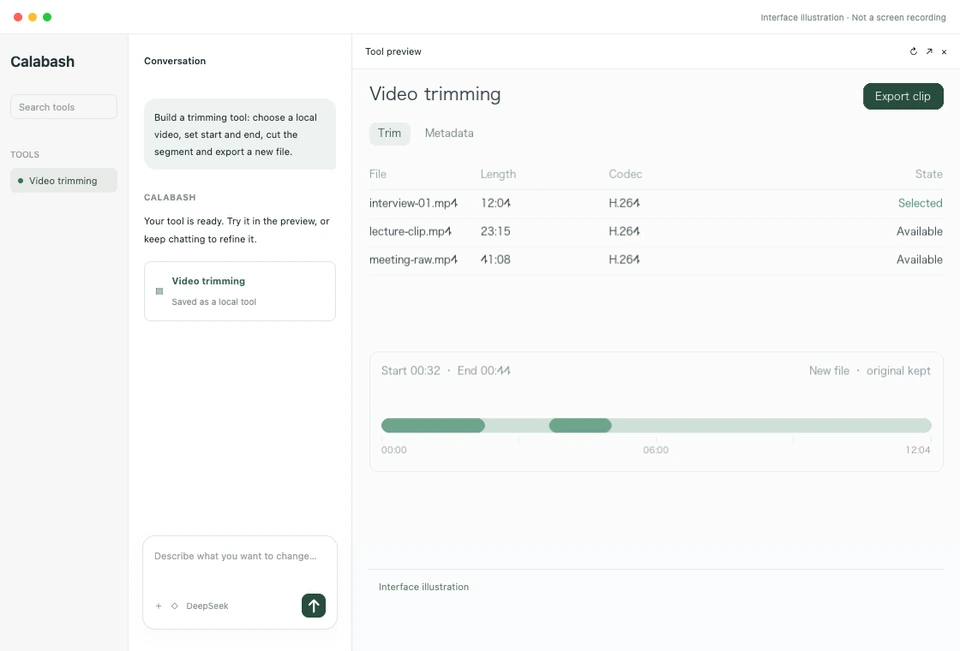 Interface illustration · Not a screen recording
Calabash
Search tools
TOOLS
Video trimming
Conversation
Build a trimming tool: choose a local
video, set start and end, cut the
segment and export a new file.
CALABASH
Your tool is ready. Try it in the preview, or
keep chatting to refine it.
Video trimming
Saved as a local tool
Describe what you want to change...
DeepSeek
Tool preview
Video trimming
Export clip
Trim Metadata
File Length Codec State
interview-01.mp4 12:04 H.264 Selected
lecture-clip.mp4 23:15 H.264 Available
meeting-raw.mp4 41:08 H.264 Available
Start 00:32 · End 00:44 New file · original kept
00:00 06:00 12:04
Interface illustration